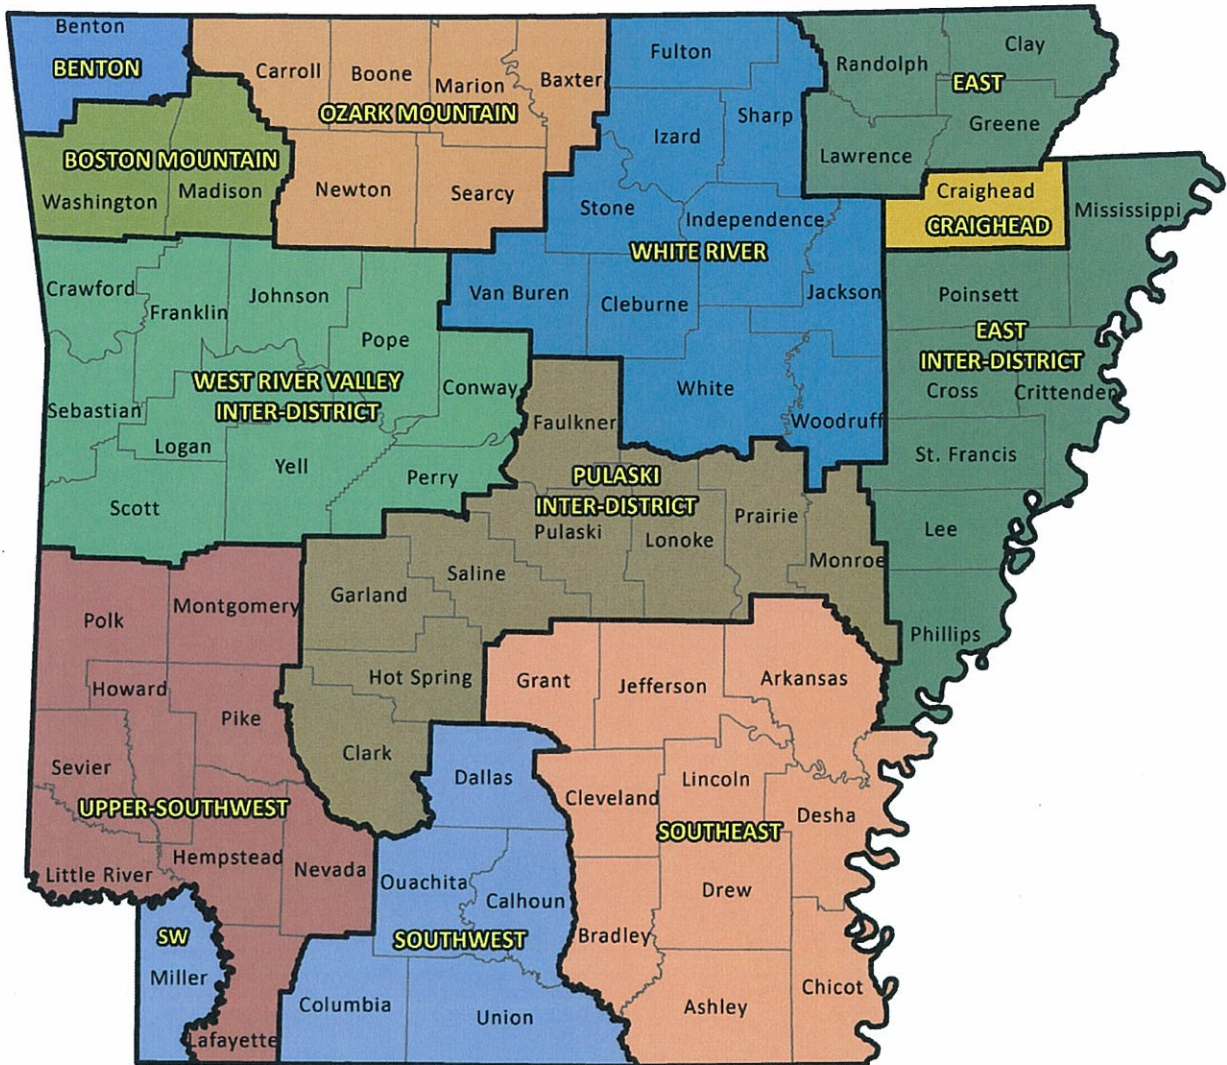 Benton
BENTON
Carroll
Boone
Marion
Baxter
OZARK MOUNTAIN
Newton
Searcy
BOSTON MOUNTAIN
Washington
Madison
Fulton
Sharp
Izard
Stone
Independence
WHITE RIVER
Van Buren
Cleburne
Jackson
White
Woodruff
Randolph
Clay
EAST
Greene
Lawrence
Craighead
CRAIGHEAD
Mississippi
Poinsett
EAST
INTER-DISTRICT
Cross
Crittenden
St. Francis
Lee
Phillips
Crawford
Franklin
Johnson
Pope
WEST RIVER VALLEY
INTER-DISTRICT
Conway
Sebastian
Logan
Yell
Perry
Scott
Faulkner
PULASKI
INTER-DISTRICT
Pulaski
Lonoke
Prairie
Monroe
Saline
Garland
Hot Spring
Clark
Polk
Montgomery
Howard
Pike
Sevier
UPPER-SOUTHWEST
Hempstead
Little River
Nevada
Lafayette
SW
Miller
Dallas
Ouachita
Calhoun
SOUTHWEST
Columbia
Union
Grant
Jefferson
Arkansas
Cleveland
Lincoln
Desha
SOUTHEAST
Drew
Bradley
Ashley
Chicot